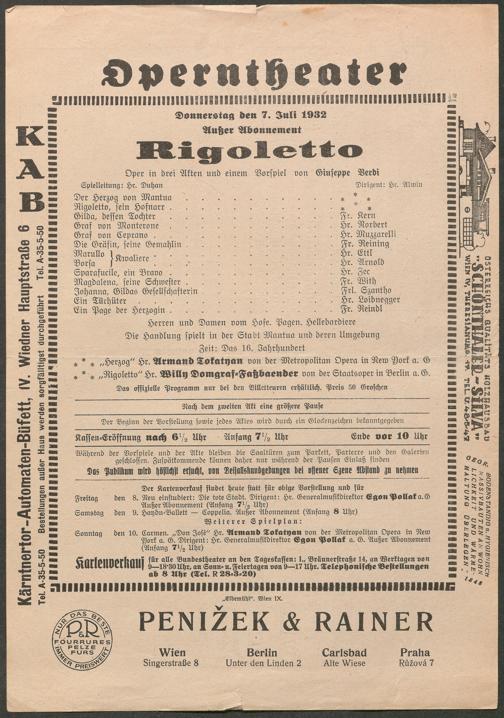 Operntheater
Donnerstag den 7. Juli 1932
Außer Abonnement
Rigoletto
Oper in drei Akten und einem Vorspiel von Giuseppe Verdi
Spielleitung: Hr. Duhan Dirigent: Hr. Alwin
Der Herzog von Mantua . . . *
Rigoletto, sein Hofnarr . . . * * *
Gilda, dessen Tochter . . . Fr. Kern
Graf von Monterone . . . Hr. Norbert
Graf von Ceprano . . . Hr. Muzzarelli
Die Gräfin, seine Gemahlin . . . Fr. Reining
Marullo } Kavaliere . . . Hr. Ettl
Borsa . . . Hr. Arnold
Sparafucile, ein Bravo . . . Hr. Zec
Magdalena, seine Schwester . . . Fr. With
Johanna, Gildas Gesellschafterin . . . Frl. Szantho
Ein Türhüter . . . Hr. Loibnegger
Ein Page der Herzogin . . . Fr. Reindl
Herren und Damen vom Hofe. Pagen. Hellebardiere
Die Handlung spielt in der Stadt Mantua und deren Umgebung
Zeit: Das 16. Jahrhundert
* „Herzog" Hr. Armand Tokatyan von der Metropolitan Opera in New York a. G
* * * „Rigoletto" Hr. Willy Domgraf-Faßbaender von der Staatsoper in Berlin a. G.
Das offizielle Programm nur bei den Billeteuren erhältlich. Preis 50 Groschen
Nach dem zweiten Akt eine größere Pause
Der Beginn der Vorstellung sowie jedes Aktes wird durch ein Glockenzeichen bekanntgegeben
Kassen-Eröffnung nach 6½ Uhr Anfang 7½ Uhr Ende vor 10 Uhr
Während der Vorspiele und der Akte bleiben die Saaltüren zum Parkett, Parterre und den Galerien
geschlossen. Zuspätkommende können daher nur während der Pausen Einlaß finden
Das Publikum wird höflichst ersucht, von Beifallskundgebungen bei offener Szene Abstand zu nehmen
Der Kartenverkauf findet heute statt für obige Vorstellung und für
Freitag den 8. Neu einstudiert: Die tote Stadt. Dirigent: Hr. Generalmusikdirektor Egon Pollak a. G
Außer Abonnement (Anfang 7½ Uhr)
Samstag den 9. Haydn-Ballett — Coppelia. Außer Abonnement (Anfang 8 Uhr)
Weiterer Spielplan:
Sonntag den 10. Carmen. „Don José" Hr. Armand Tokatyan von der Metropolitan Opera in New
York a. G. Dirigent: Hr. Generalmusikdirektor Egon Pollak a. G. Außer Abonnement
(Anfang 7½ Uhr)
Kartenverkauf für alle Bundestheater an den Tageskassen: I., Bräunerstraße 14, an Werktagen von
9—18'30 Uhr, an Sonn- u. Feiertagen von 9—17 Uhr. Telephonische Bestellungen
ab 8 Uhr (Tel. R 28-3-20)
„Elbemühl", Wien IX.
KAB
Kärntnertor-Automaten-Büfett, IV. Wiedner Hauptstraße 6
Tel. A-35-5-50 Bestellungen außer Haus werden sorgfältigst durchgeführt Tel. A-35-5-50
ÖSTERREICHS QUALITÄTS HOLZHAUSBAU
„SCHÖNTHALER-SILVA"
GEGR. 1848
NUR DAS BESTE
P&R
FOURRURES
PELZE
FURS
IMMER PREISWERT
PENIŽEK & RAINER
Wien Berlin Carlsbad Praha
Singerstraße 8 Unter den Linden 2 Alte Wiese Růžová 7